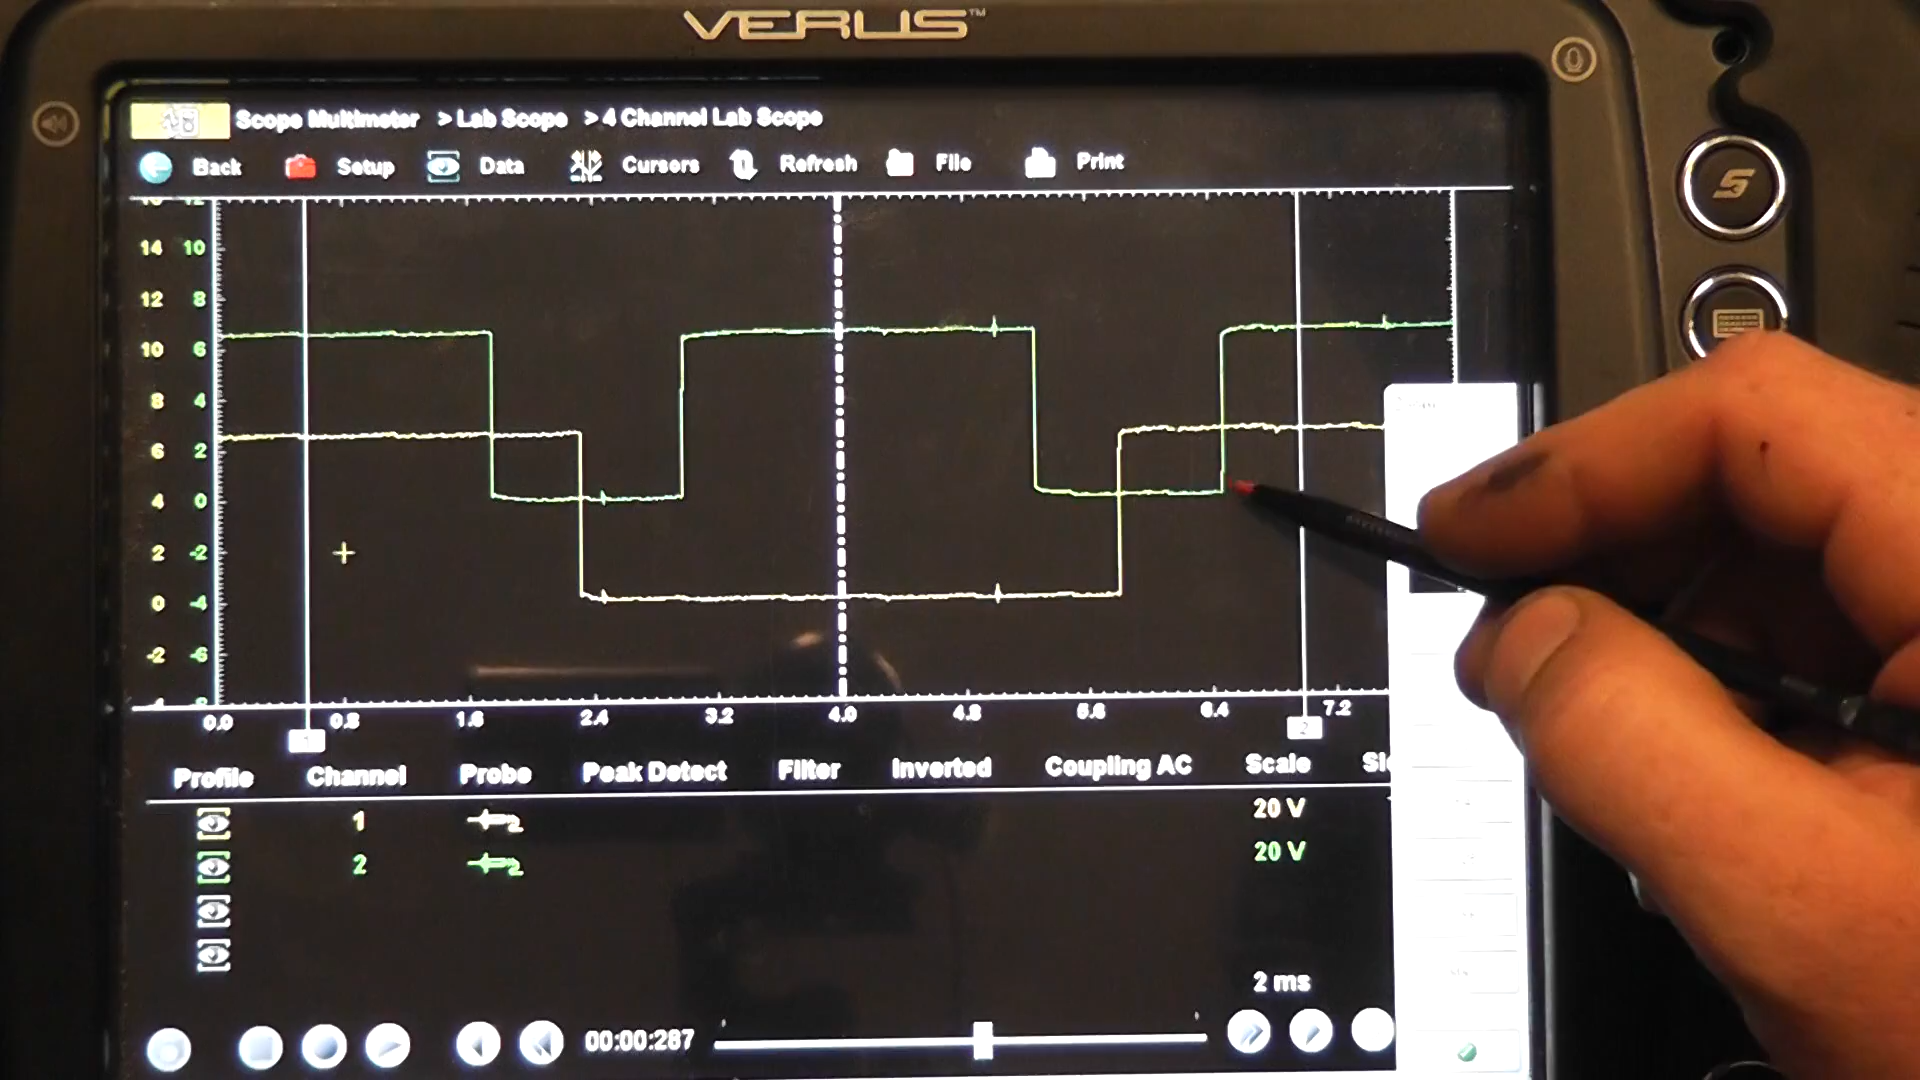 VERUS™
Scope Multimeter > Lab Scope > 4 Channel Lab Scope
Back Setup Data Cursors Refresh File Print
14 10
12 8
10 6
8 4
6 2
4 0
2 -2
0 -4
-2 -6
0.0 0.8 1.6 2.4 3.2 4.0 4.8 5.6 6.4 7.2
2
Profile Channel Probe Peak Detect Filter Inverted Coupling AC Scale
1 20 V
2 20 V
2 ms
00:00:287